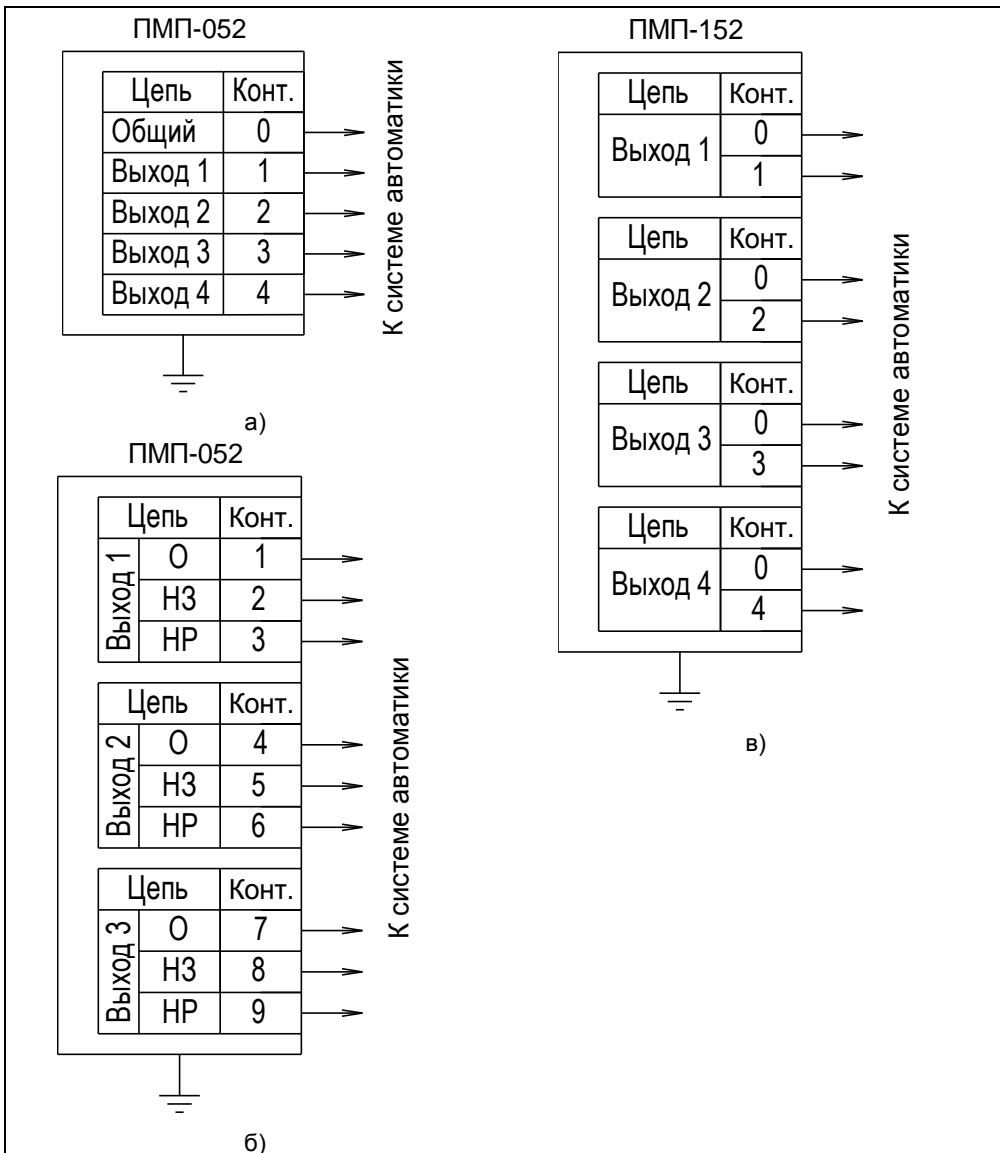 ПМП-052
Цепь Конт.
Общий 0
Выход 1 1
Выход 2 2
Выход 3 3
Выход 4 4
К системе автоматики
а)
ПМП-052
Цепь Конт.
Выход 1
О 1
НЗ 2
НР 3
Цепь Конт.
Выход 2
О 4
НЗ 5
НР 6
Цепь Конт.
Выход 3
О 7
НЗ 8
НР 9
К системе автоматики
б)
ПМП-152
Цепь Конт.
Выход 1
0
1
Цепь Конт.
Выход 2
0
2
Цепь Конт.
Выход 3
0
3
Цепь Конт.
Выход 4
0
4
К системе автоматики
в)